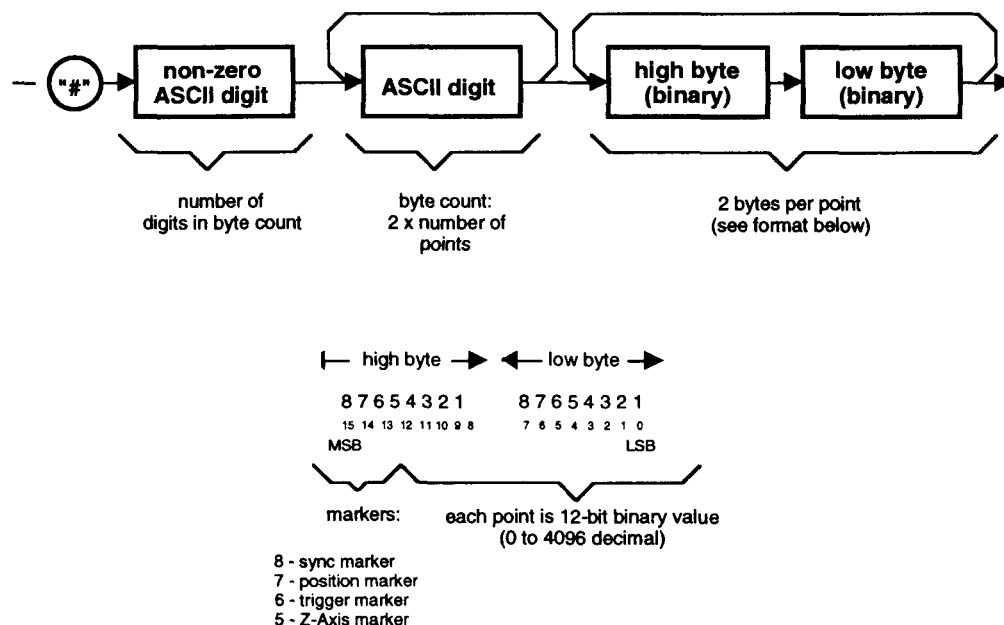 "#"
non-zero
ASCII digit
ASCII digit
high byte
(binary)
low byte
(binary)
number of
digits in byte count
byte count:
2 x number of
points
2 bytes per point
(see format below)
high byte
low byte
8 7 6 5 4 3 2 1
8 7 6 5 4 3 2 1
15 14 13 12 11 10 9 8
7 6 5 4 3 2 1 0
MSB
LSB
markers:
each point is 12-bit binary value
(0 to 4096 decimal)
8 - sync marker
7 - position marker
6 - trigger marker
5 - Z-Axis marker